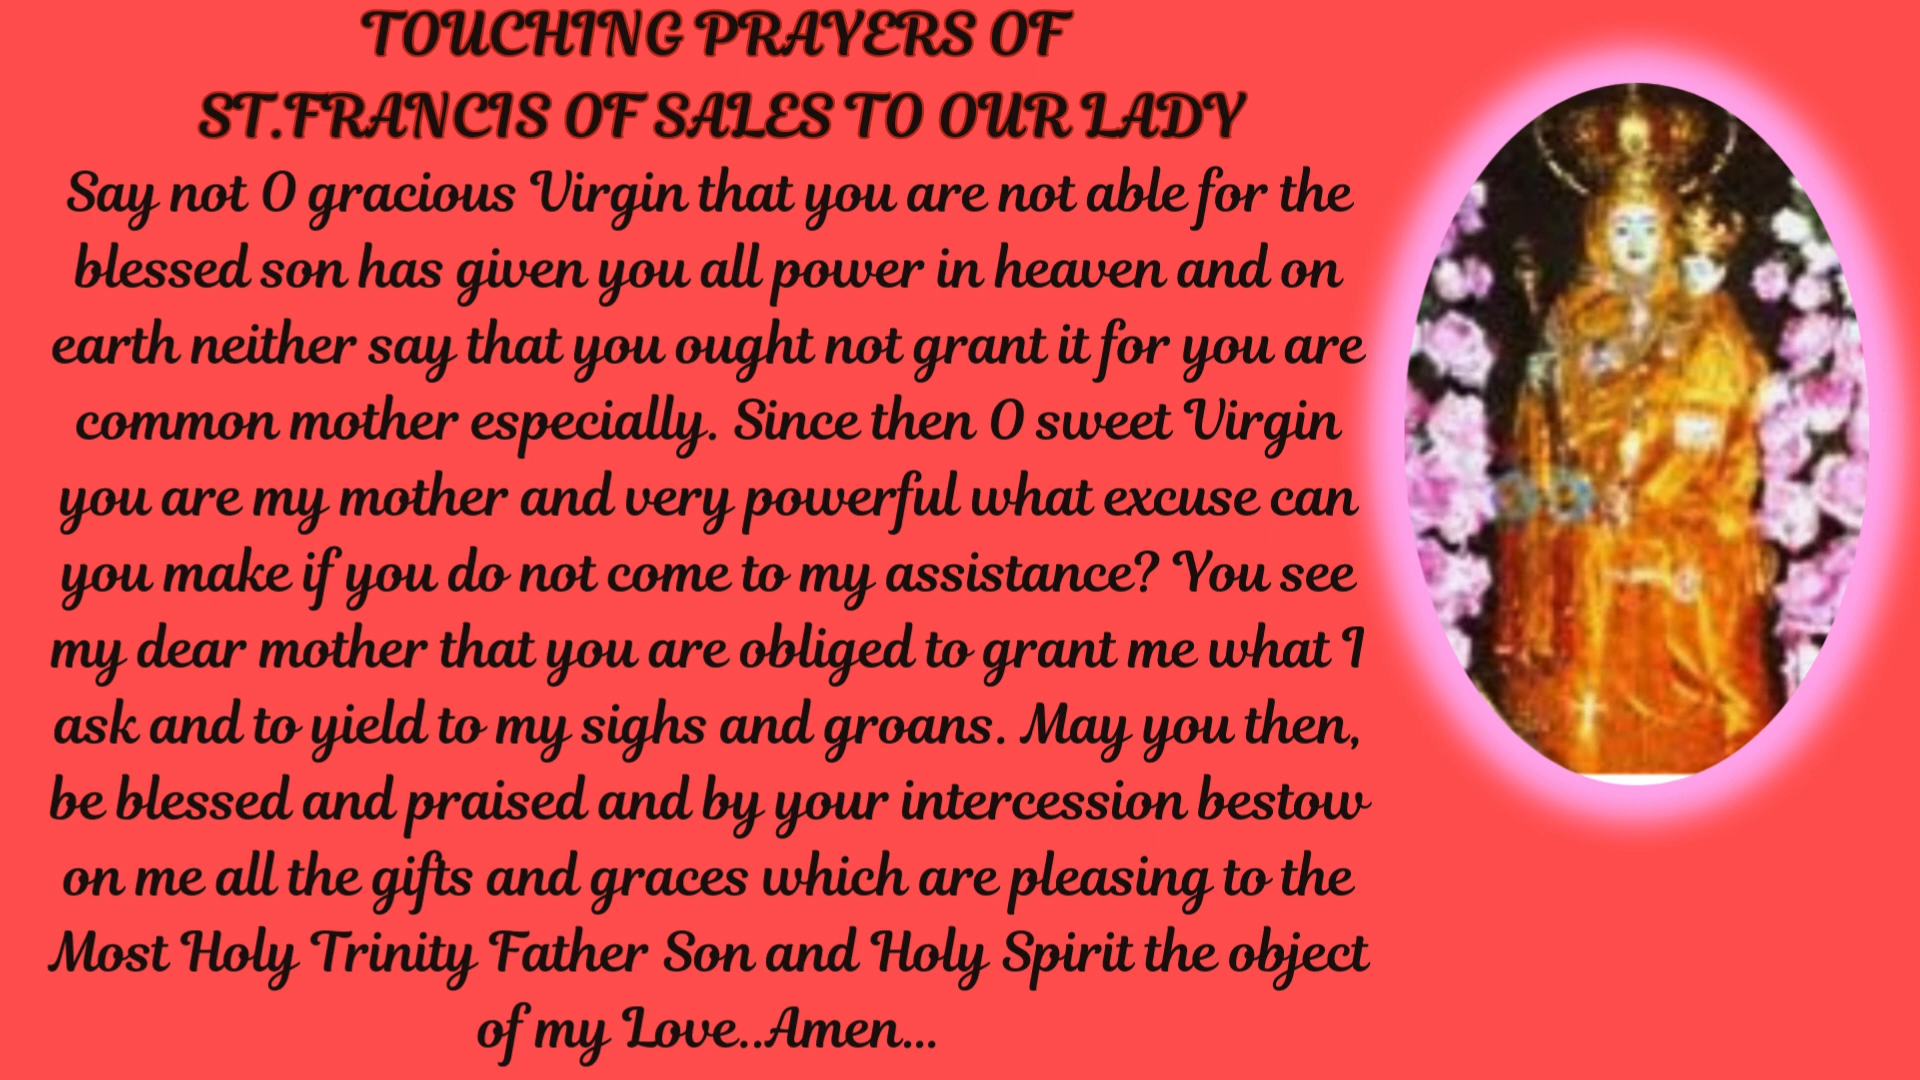 TOUCHING PRAYERS OF
ST.FRANCIS OF SALES TO OUR LADY
Say not O gracious Virgin that you are not able for the
blessed son has given you all power in heaven and on
earth neither say that you ought not grant it for you are
common mother especially. Since then O sweet Virgin
you are my mother and very powerful what excuse can
you make if you do not come to my assistance? You see
my dear mother that you are obliged to grant me what I
ask and to yield to my sighs and groans. May you then,
be blessed and praised and by your intercession bestow
on me all the gifts and graces which are pleasing to the
Most Holy Trinity Father Son and Holy Spirit the object
of my Love..Amen...